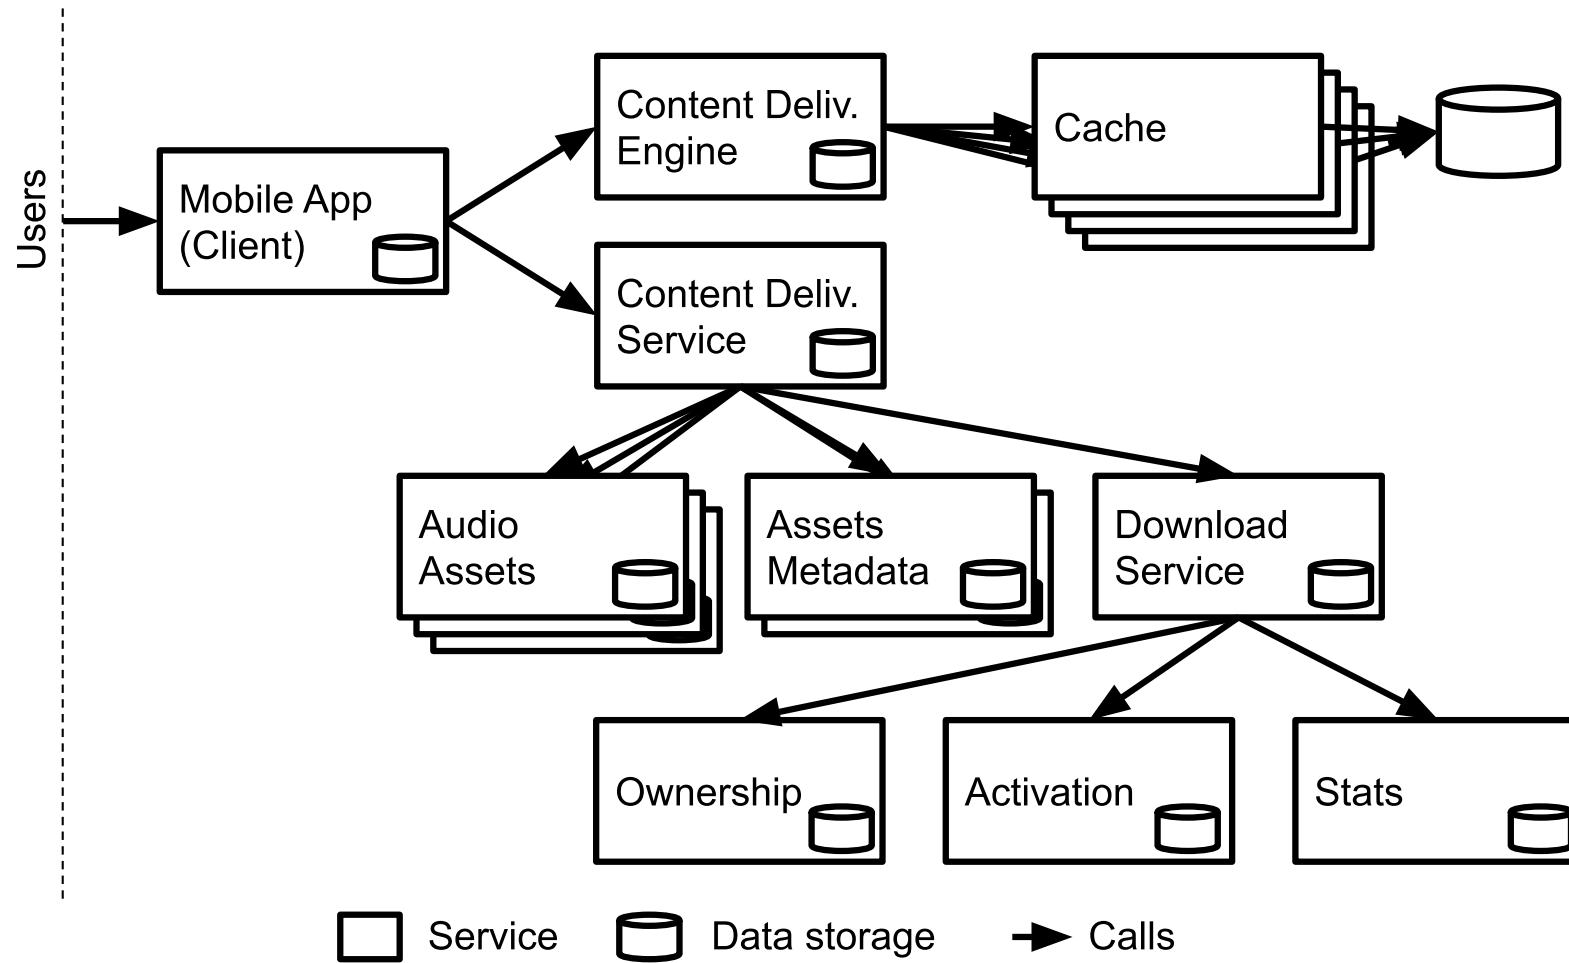 Users
Mobile App
(Client)
Content Deliv.
Engine
Cache
Content Deliv.
Service
Audio
Assets
Assets
Metadata
Download
Service
Ownership
Activation
Stats
Service
Data storage
Calls